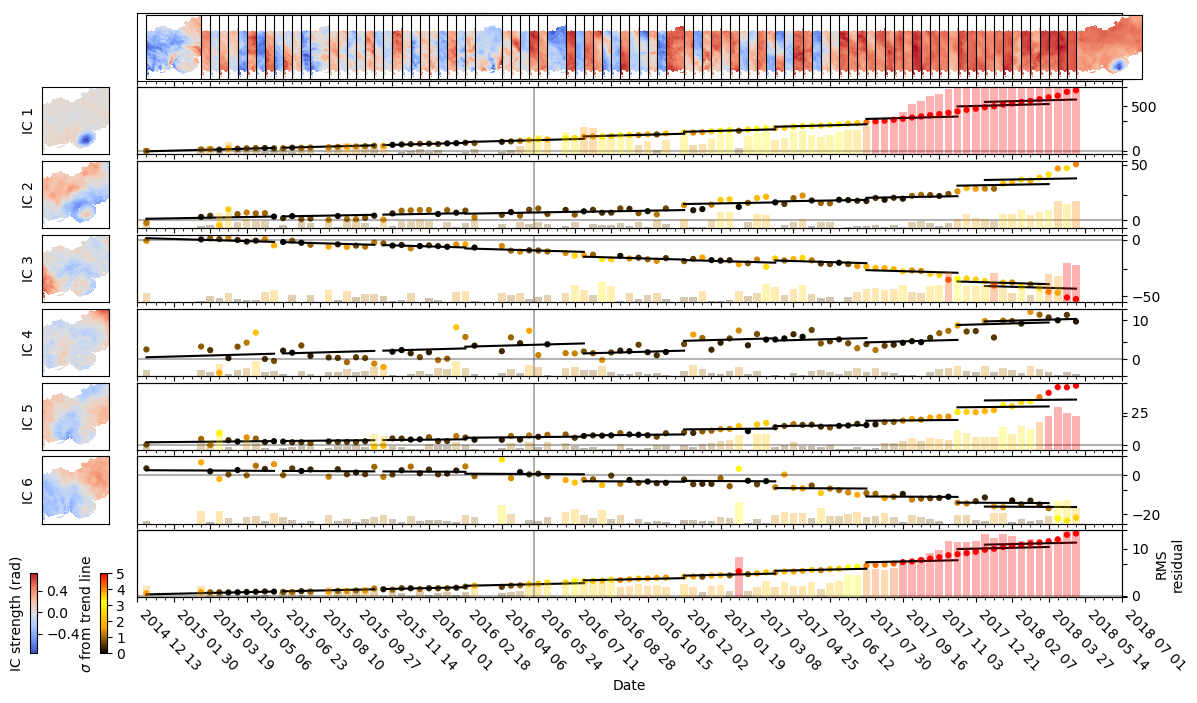 IC 1
500
0
IC 2
50
0
IC 3
0
−50
IC 4
10
0
IC 5
25
0
IC 6
0
−20
10
0
RMS
residual
IC strength (rad)
0.4
0.0
−0.4
σ from trend line
5
4
3
2
1
0
2014 12 13
2015 01 30
2015 03 19
2015 05 06
2015 06 23
2015 08 10
2015 09 27
2015 11 14
2016 01 01
2016 02 18
2016 04 06
2016 05 24
2016 07 11
2016 08 28
2016 10 15
2016 12 02
2017 01 19
2017 03 08
2017 04 25
2017 06 12
2017 07 30
2017 09 16
2017 11 03
2017 12 21
2018 02 07
2018 03 27
2018 05 14
2018 07 01
Date